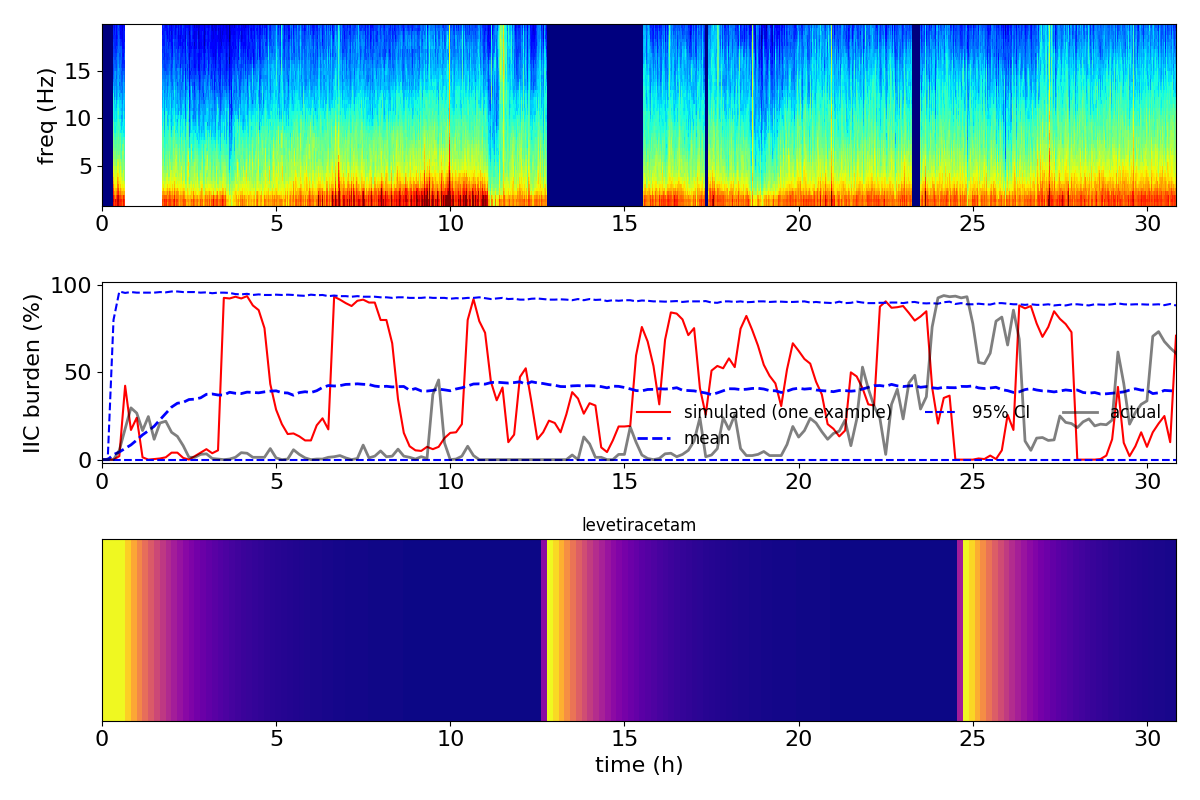 freq (Hz)
15
10
5
0 5 10 15 20 25 30
IIC burden (%)
100
50
0
simulated (one example) 95% CI actual
mean
0 5 10 15 20 25 30
levetiracetam
0 5 10 15 20 25 30
time (h)